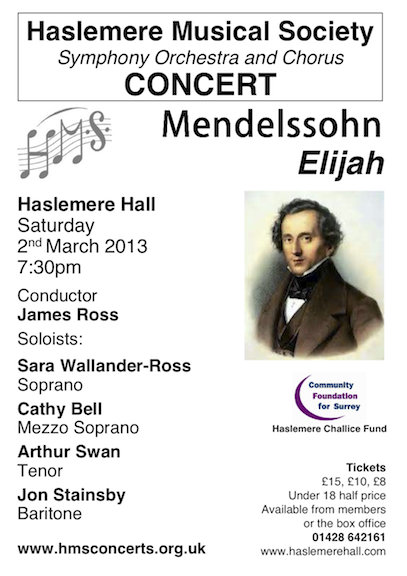 Haslemere Musical Society
Symphony Orchestra and Chorus
CONCERT
HMS
Mendelssohn
Elijah
Haslemere Hall
Saturday
2nd March 2013
7:30pm
Conductor
James Ross
Soloists:
Sara Wallander-Ross
Soprano
Cathy Bell
Mezzo Soprano
Arthur Swan
Tenor
Jon Stainsby
Baritone
www.hmsconcerts.org.uk
Community
Foundation
for Surrey
Haslemere Challice Fund
Tickets
£15, £10, £8
Under 18 half price
Available from members
or the box office
01428 642161
www.haslemerehall.com